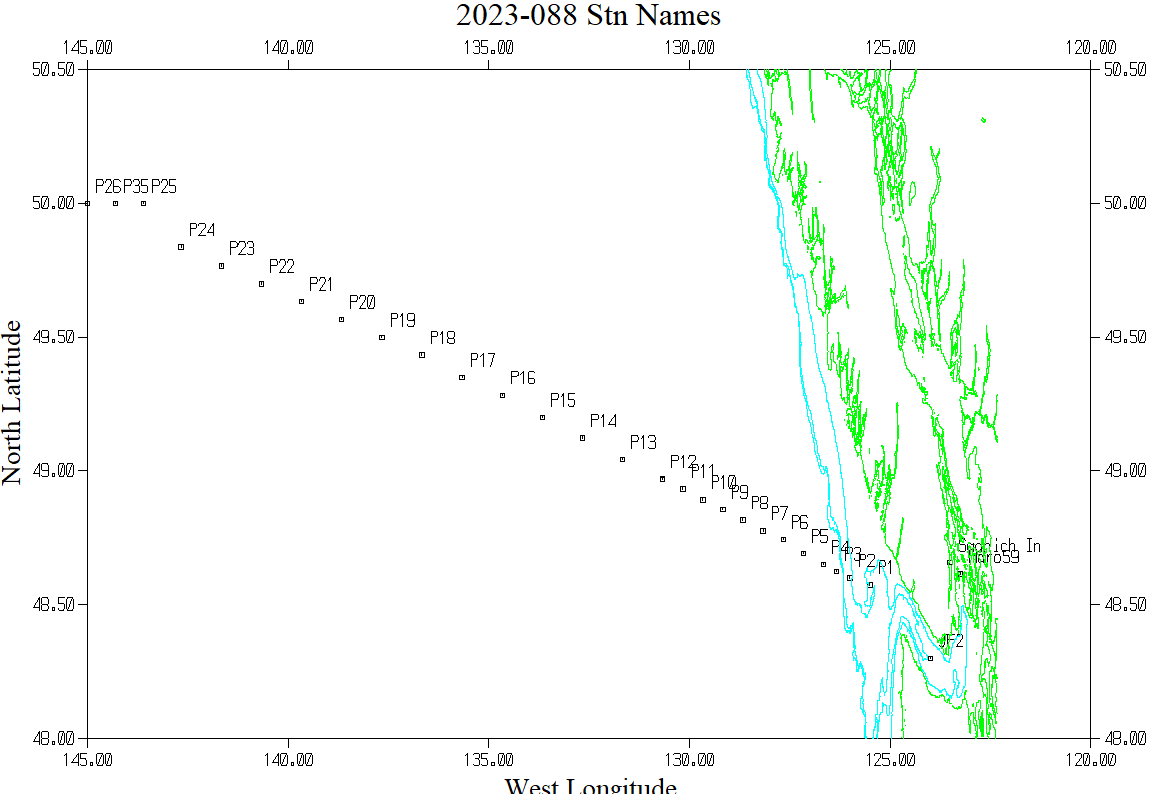 2023-088 Stn Names
145.00 140.00 135.00 130.00 125.00 120.00
50.50 50.50
P26 P35 P25
50.00 50.00
P24
P23
P22
P21
P20
P19
49.50 49.50
P18
P17
P16
P15
P14
P13
49.00 49.00
P12
P11
P10
P9
P8
P7
P6
P5
P4
P3
P2
P1
In
59
48.50 48.50
JF2
48.00 48.00
145.00 140.00 135.00 130.00 125.00 120.00
West Longitude
North Latitude